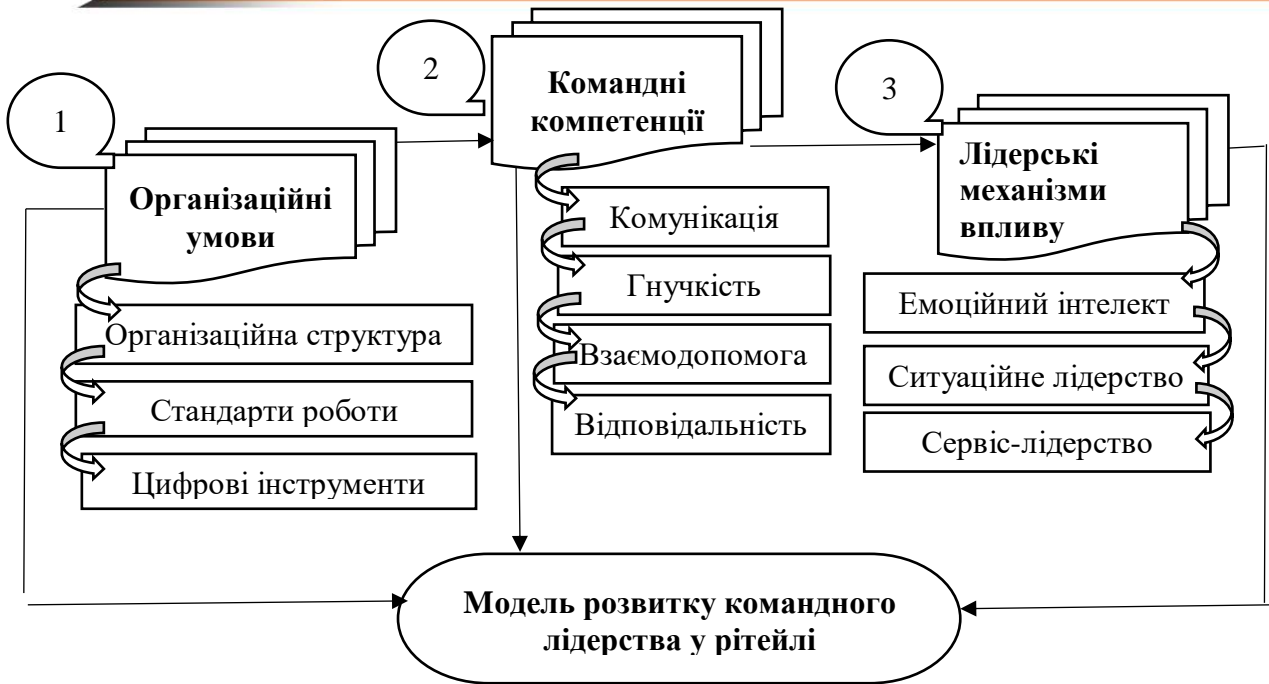 1
Організаційні
умови
Організаційна структура
Стандарти роботи
Цифрові інструменти
2
Командні
компетенції
Комунікація
Гнучкість
Взаємодопомога
Відповідальність
3
Лідерські
механізми
впливу
Емоційний інтелект
Ситуаційне лідерство
Сервіс-лідерство
Модель розвитку командного
лідерства у рітейлі